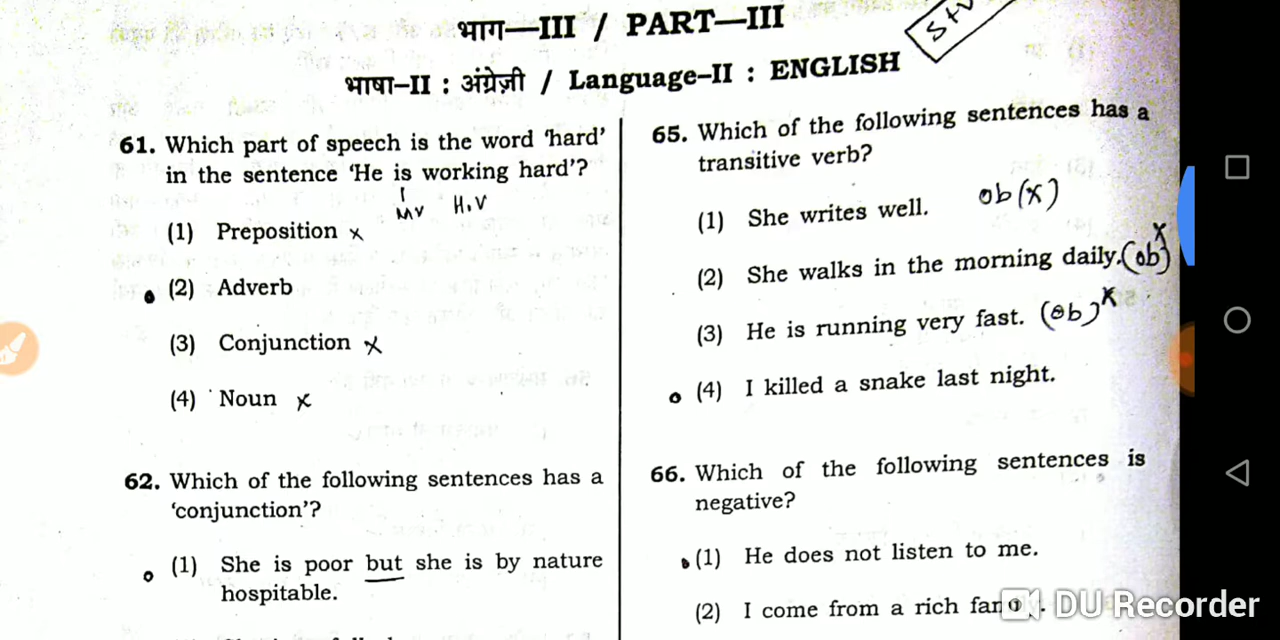 भाग—III / PART—III
भाषा–II : अंग्रेज़ी / Language–II : ENGLISH
61. Which part of speech is the word ‘hard’
in the sentence ‘He is working hard’?
MV H.V
(1) Preposition ×
(2) Adverb
(3) Conjunction ×
(4) Noun ×
62. Which of the following sentences has a
‘conjunction’?
(1) She is poor but she is by nature
hospitable.
65. Which of the following sentences has a
transitive verb?
(1) She writes well. ob(×)
(2) She walks in the morning daily. (ob) ×
(3) He is running very fast. (ob) ×
(4) I killed a snake last night.
66. Which of the following sentences is
negative?
(1) He does not listen to me.
(2) I come from a rich
DU Recorder